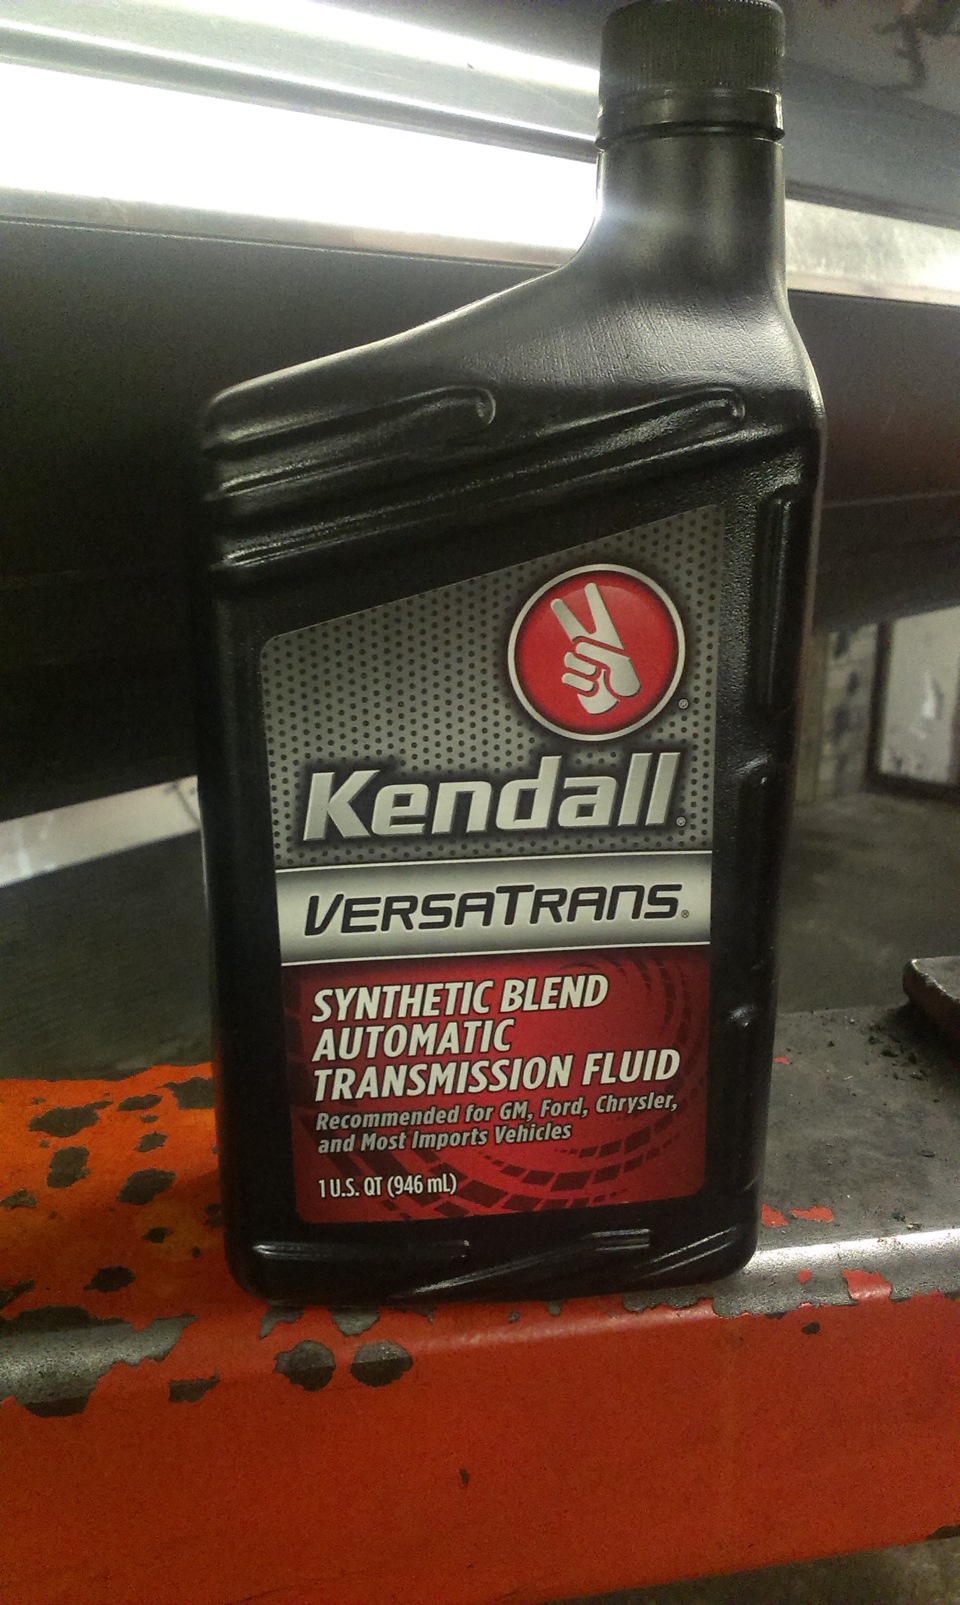 ®
Kendall®
VERSATRANS®
SYNTHETIC BLEND
AUTOMATIC
TRANSMISSION FLUID
Recommended for GM, Ford, Chrysler,
and Most Imports Vehicles
1 U.S. QT (946 mL)